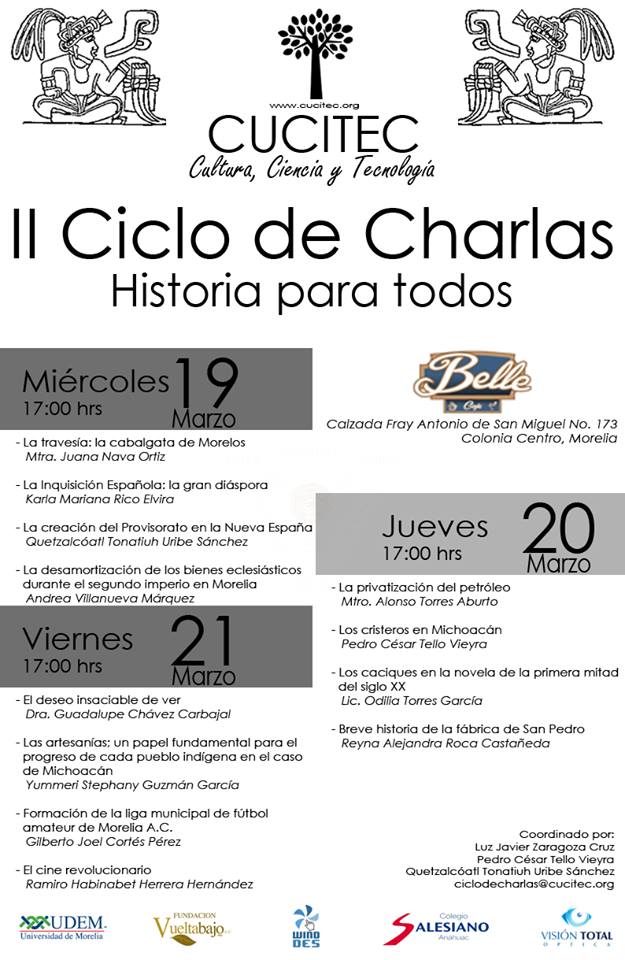 www.cucitec.org
CUCITEC
Cultura, Ciencia y Tecnología
II Ciclo de Charlas
Historia para todos
Miércoles 19
17:00 hrs Marzo
- La travesía: la cabalgata de Morelos
Mtra. Juana Nava Ortiz
- La Inquisición Española: la gran diáspora
Karla Mariana Rico Elvira
- La creación del Provisorato en la Nueva España
Quetzalcóatl Tonatiuh Uribe Sánchez
- La desamortización de los bienes eclesiásticos
durante el segundo imperio en Morelia
Andrea Villanueva Márquez
Belle
Café
Calzada Fray Antonio de San Miguel No. 173
Colonia Centro, Morelia
Jueves 20
17:00 hrs Marzo
- La privatización del petróleo
Mtro. Alonso Torres Aburto
- Los cristeros en Michoacán
Pedro César Tello Vieyra
- Los caciques en la novela de la primera mitad
del siglo XX
Lic. Odilia Torres García
- Breve historia de la fábrica de San Pedro
Reyna Alejandra Roca Castañeda
Viernes 21
17:00 hrs Marzo
- El deseo insaciable de ver
Dra. Guadalupe Chávez Carbajal
- Las artesanías; un papel fundamental para el
progreso de cada pueblo indígena en el caso
de Michoacán
Yummeri Stephany Guzmán García
- Formación de la liga municipal de fútbol
amateur de Morelia A.C.
Gilberto Joel Cortés Pérez
- El cine revolucionario
Ramiro Habinabet Herrera Hernández
Coordinado por:
Luz Javier Zaragoza Cruz
Pedro César Tello Vieyra
Quetzalcóatl Tonatiuh Uribe Sánchez
ciclodecharlas@cucitec.org
UDEM
Universidad de Morelia
FUNDACION
Vueltabajo
WIND
DES
Colegio
SALESIANO
Anáhuac
VISIÓN TOTAL
OPTICA